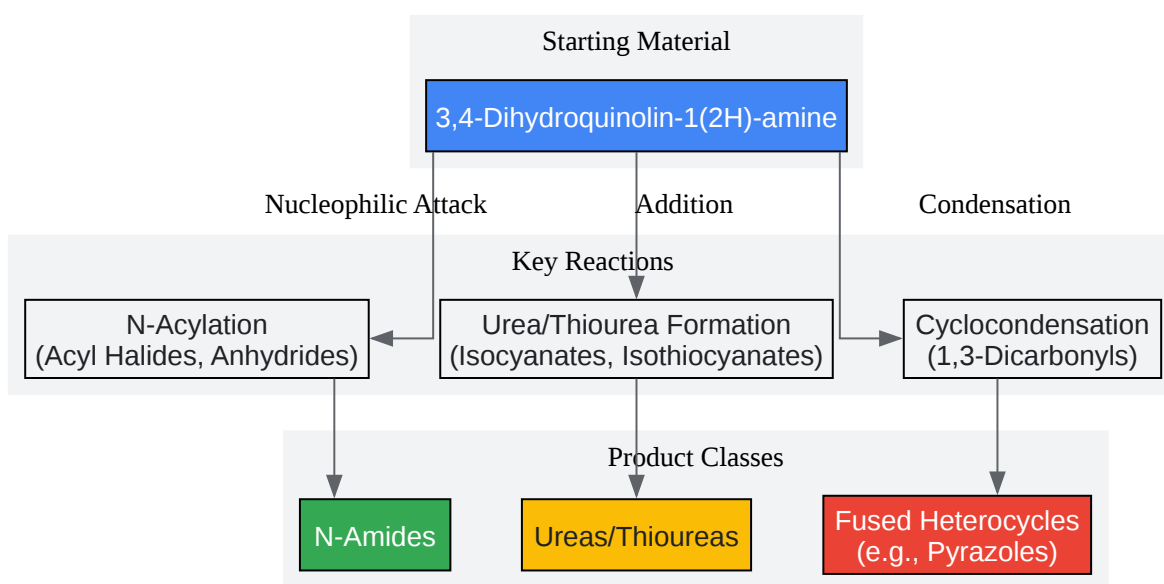 Starting Material
3,4-Dihydroquinolin-1(2H)-amine
Nucleophilic Attack
Addition
Condensation
Key Reactions
N-Acylation
(Acyl Halides, Anhydrides)
Urea/Thiourea Formation
(Isocyanates, Isothiocyanates)
Cyclocondensation
(1,3-Dicarbonyls)
Product Classes
N-Amides
Ureas/Thioureas
Fused Heterocycles
(e.g., Pyrazoles)